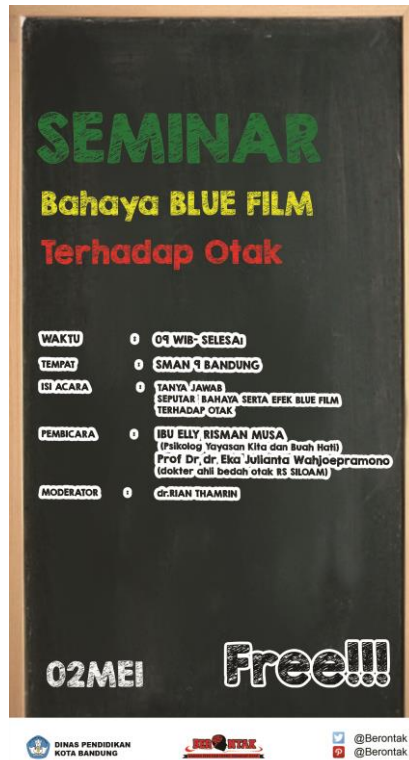 SEMINAR
Bahaya BLUE FILM
Terhadap Otak
WAKTU : 09 WIB- SELESAi
TEMPAT : SMAN 9 BANDUNG
ISI ACARA : TANYA JAWAB
SEPUTAR BAHAYA SERTA EFEK BLUE FILM
TERHADAP OTAK
PEMBICARA : IBU ELLY RISMAN MUSA
(Psikolog Yayasan Kita dan Buah Hati)
Prof Dr, dr. Eka Julianta Wahjoepramono
(dokter ahli bedah otak RS SILOAM)
MODERATOR : dr.RIAN THAMRIN
02MEI
Free!!!
DINAS PENDIDIKAN
KOTA BANDUNG
BERONTAK
@Berontak
@Berontak